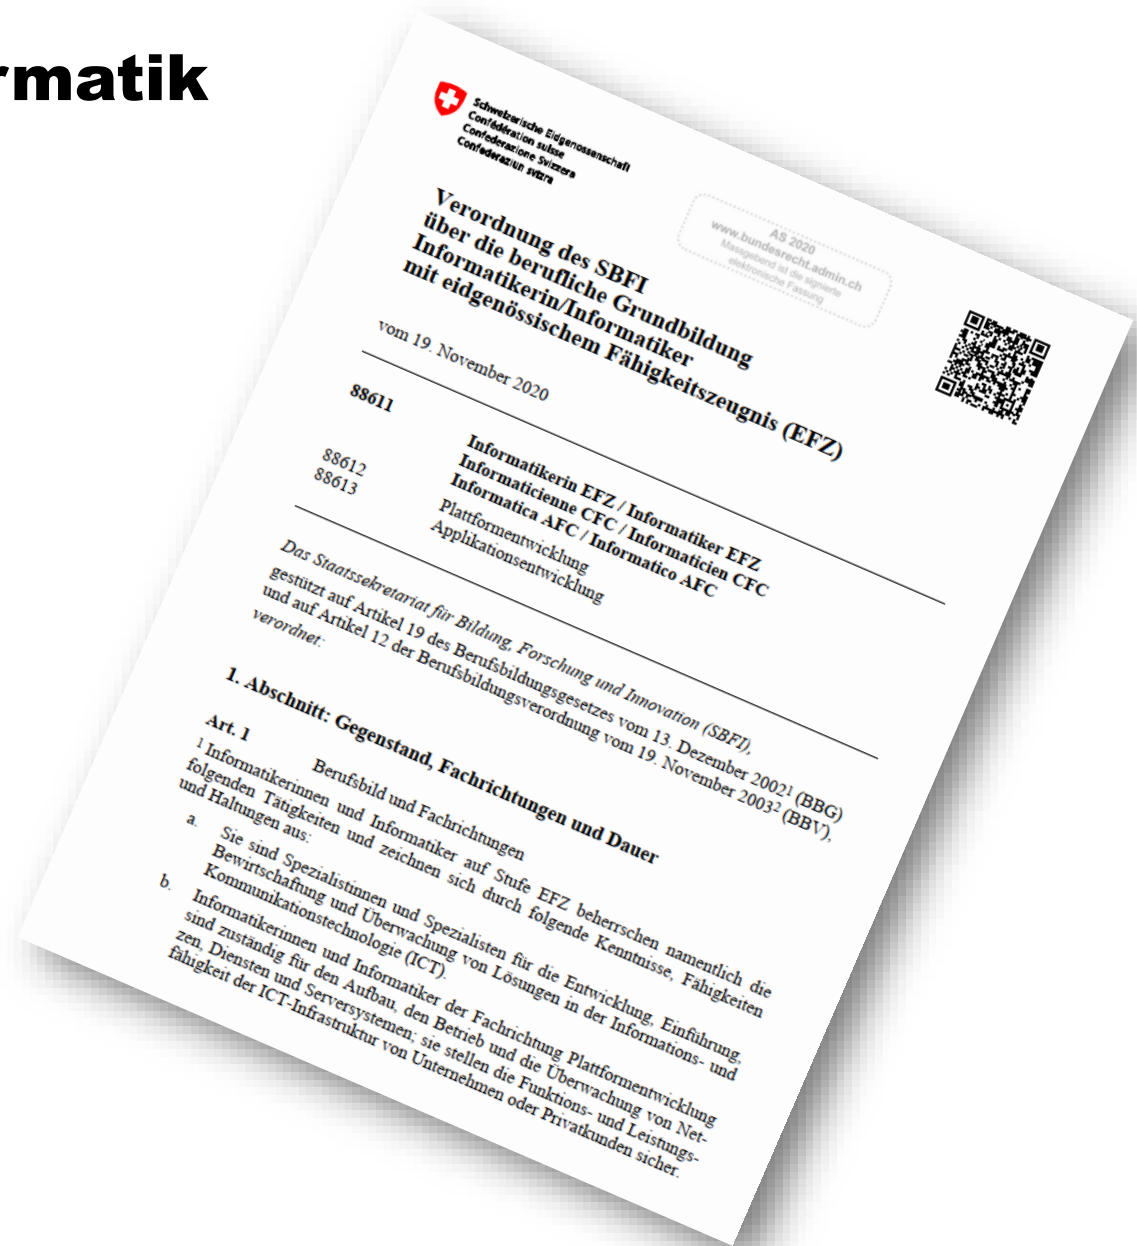 rmatik
Schweizerische Eidgenossenschaft
Confédération suisse
Confederazione Svizzera
Confederaziun svizra
AS 2020
www.bundesrecht.admin.ch
Massgebend ist die signierte
elektronische Fassung
Verordnung des SBFI
über die berufliche Grundbildung
Informatikerin/Informatiker
mit eidgenössischem Fähigkeitszeugnis (EFZ)
vom 19. November 2020
88611
Informatikerin EFZ / Informatiker EFZ
Informaticienne CFC / Informaticien CFC
Informatica AFC / Informatico AFC
88612 Plattformentwicklung
88613 Applikationsentwicklung
Das Staatssekretariat für Bildung, Forschung und Innovation (SBFI),
gestützt auf Artikel 19 des Berufsbildungsgesetzes vom 13. Dezember 2002¹ (BBG)
und auf Artikel 12 der Berufsbildungsverordnung vom 19. November 2003² (BBV),
verordnet:
1. Abschnitt: Gegenstand, Fachrichtungen und Dauer
Art. 1 Berufsbild und Fachrichtungen
¹ Informatikerinnen und Informatiker auf Stufe EFZ beherrschen namentlich die
folgenden Tätigkeiten und zeichnen sich durch folgende Kenntnisse, Fähigkeiten
und Haltungen aus:
a. Sie sind Spezialistinnen und Spezialisten für die Entwicklung, Einführung,
Bewirtschaftung und Überwachung von Lösungen in der Informations- und
Kommunikationstechnologie (ICT).
b. Informatikerinnen und Informatiker der Fachrichtung Plattformentwicklung
sind zuständig für den Aufbau, den Betrieb und die Überwachung von Net-
zen, Diensten und Serversystemen; sie stellen die Funktions- und Leistungs-
fähigkeit der ICT-Infrastruktur von Unternehmen oder Privatkunden sicher.